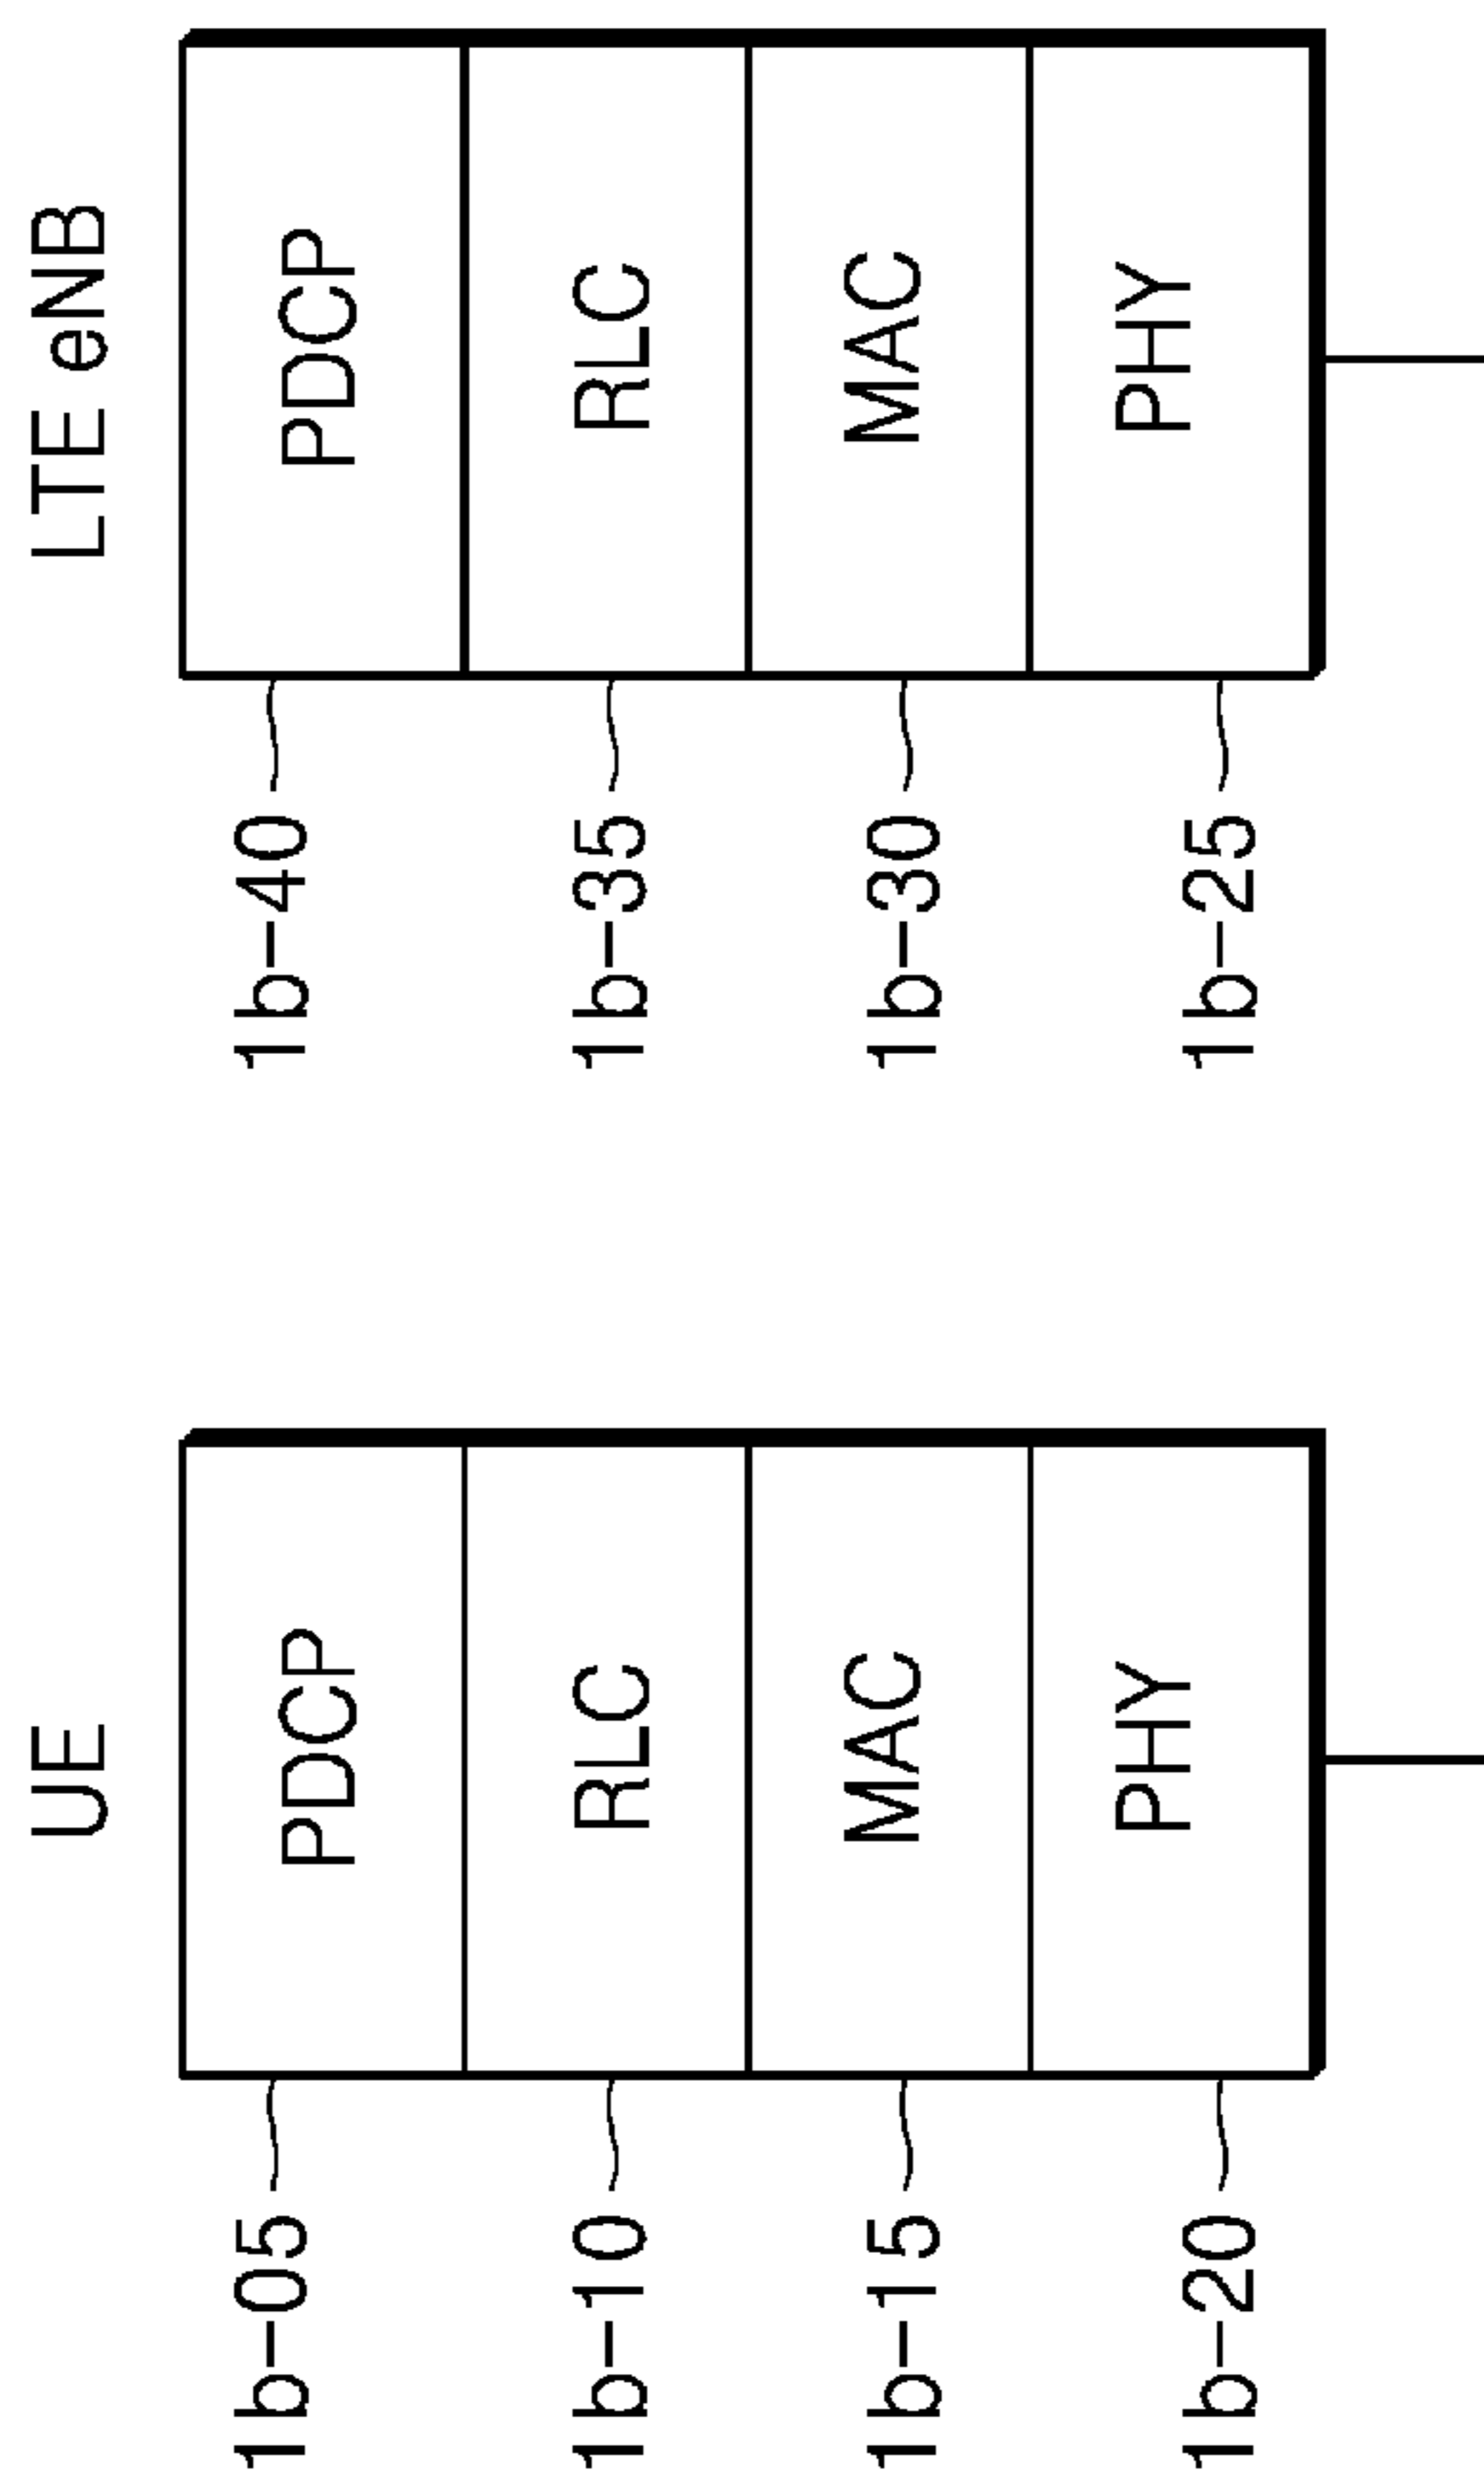 UE
LTE eNB
1b-05
PDCP
1b-40
PDCP
1b-10
RLC
1b-35
RLC
1b-15
MAC
1b-30
MAC
1b-20
PHY
1b-25
PHY